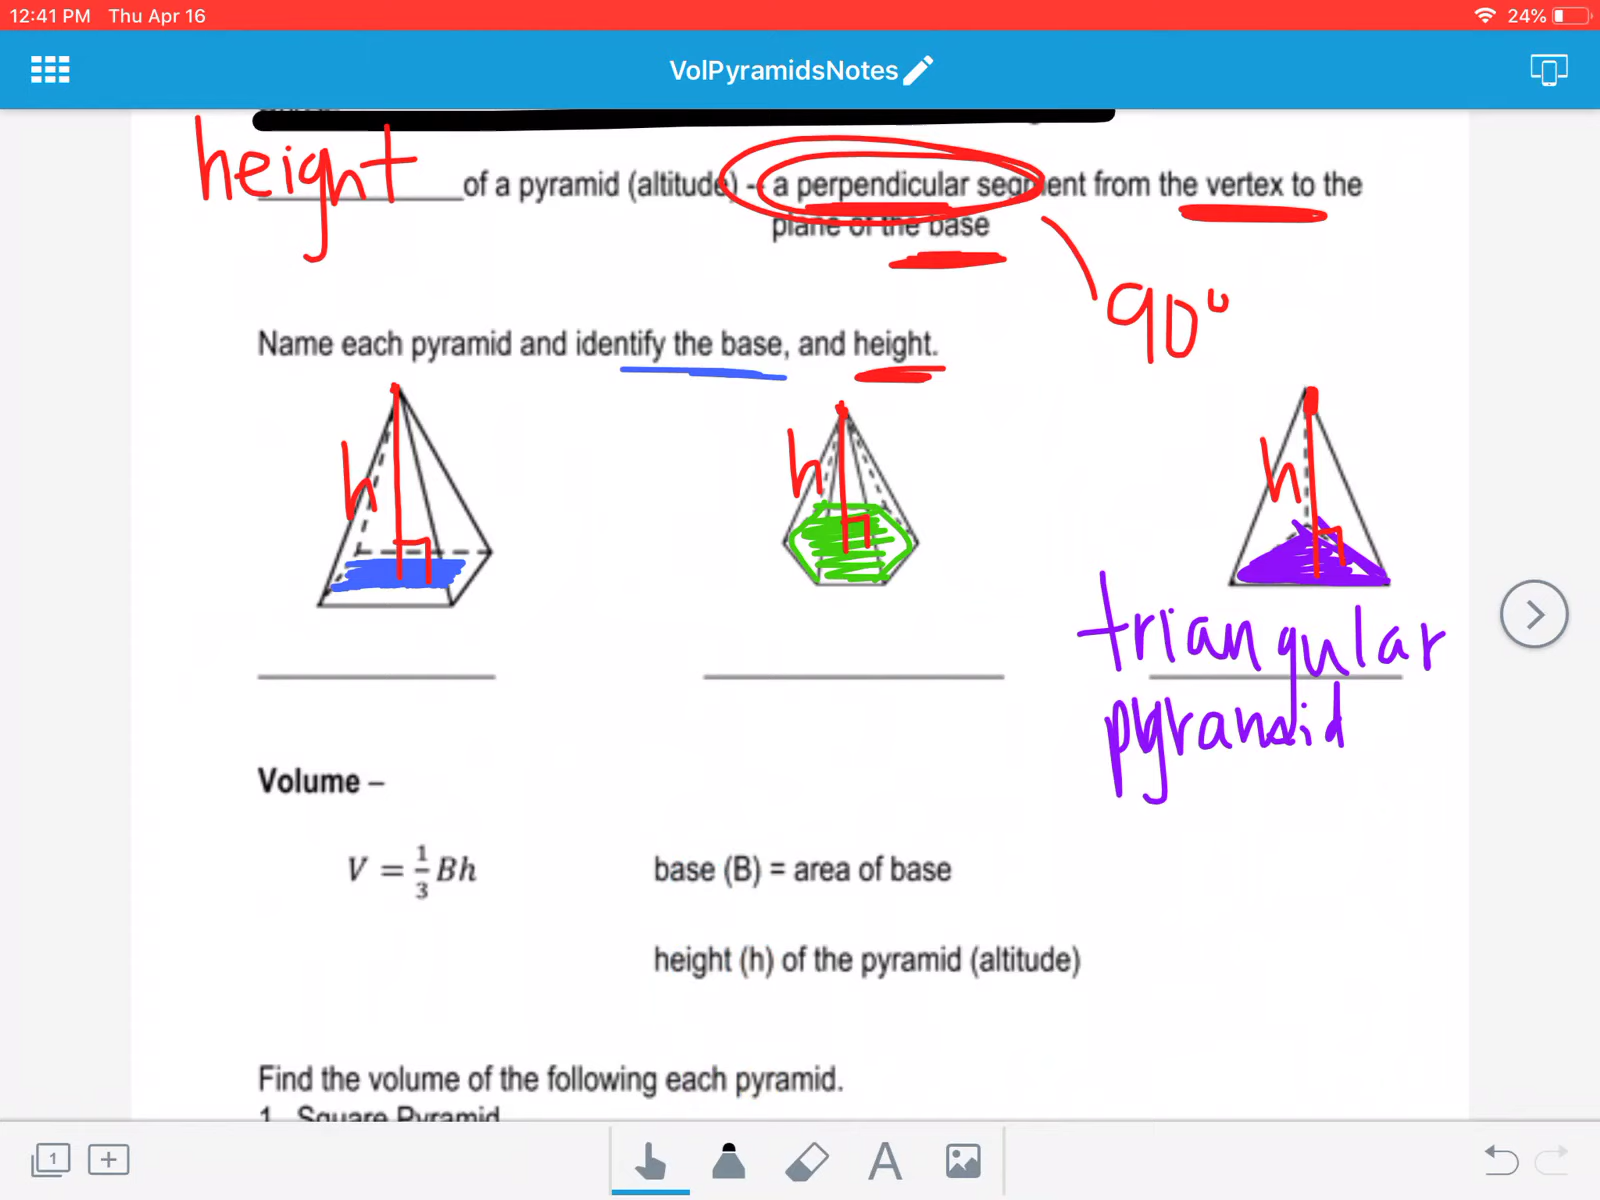 12:41 PM Thu Apr 16 24%
VolPyramidsNotes
height of a pyramid (altitude) -- a perpendicular segment from the vertex to the
plane of the base
90°
Name each pyramid and identify the base, and height.
h h h
triangular
pyramid
Volume –
V = 1/3 Bh base (B) = area of base
height (h) of the pyramid (altitude)
Find the volume of the following each pyramid.
1. Square Pyramid
1 A